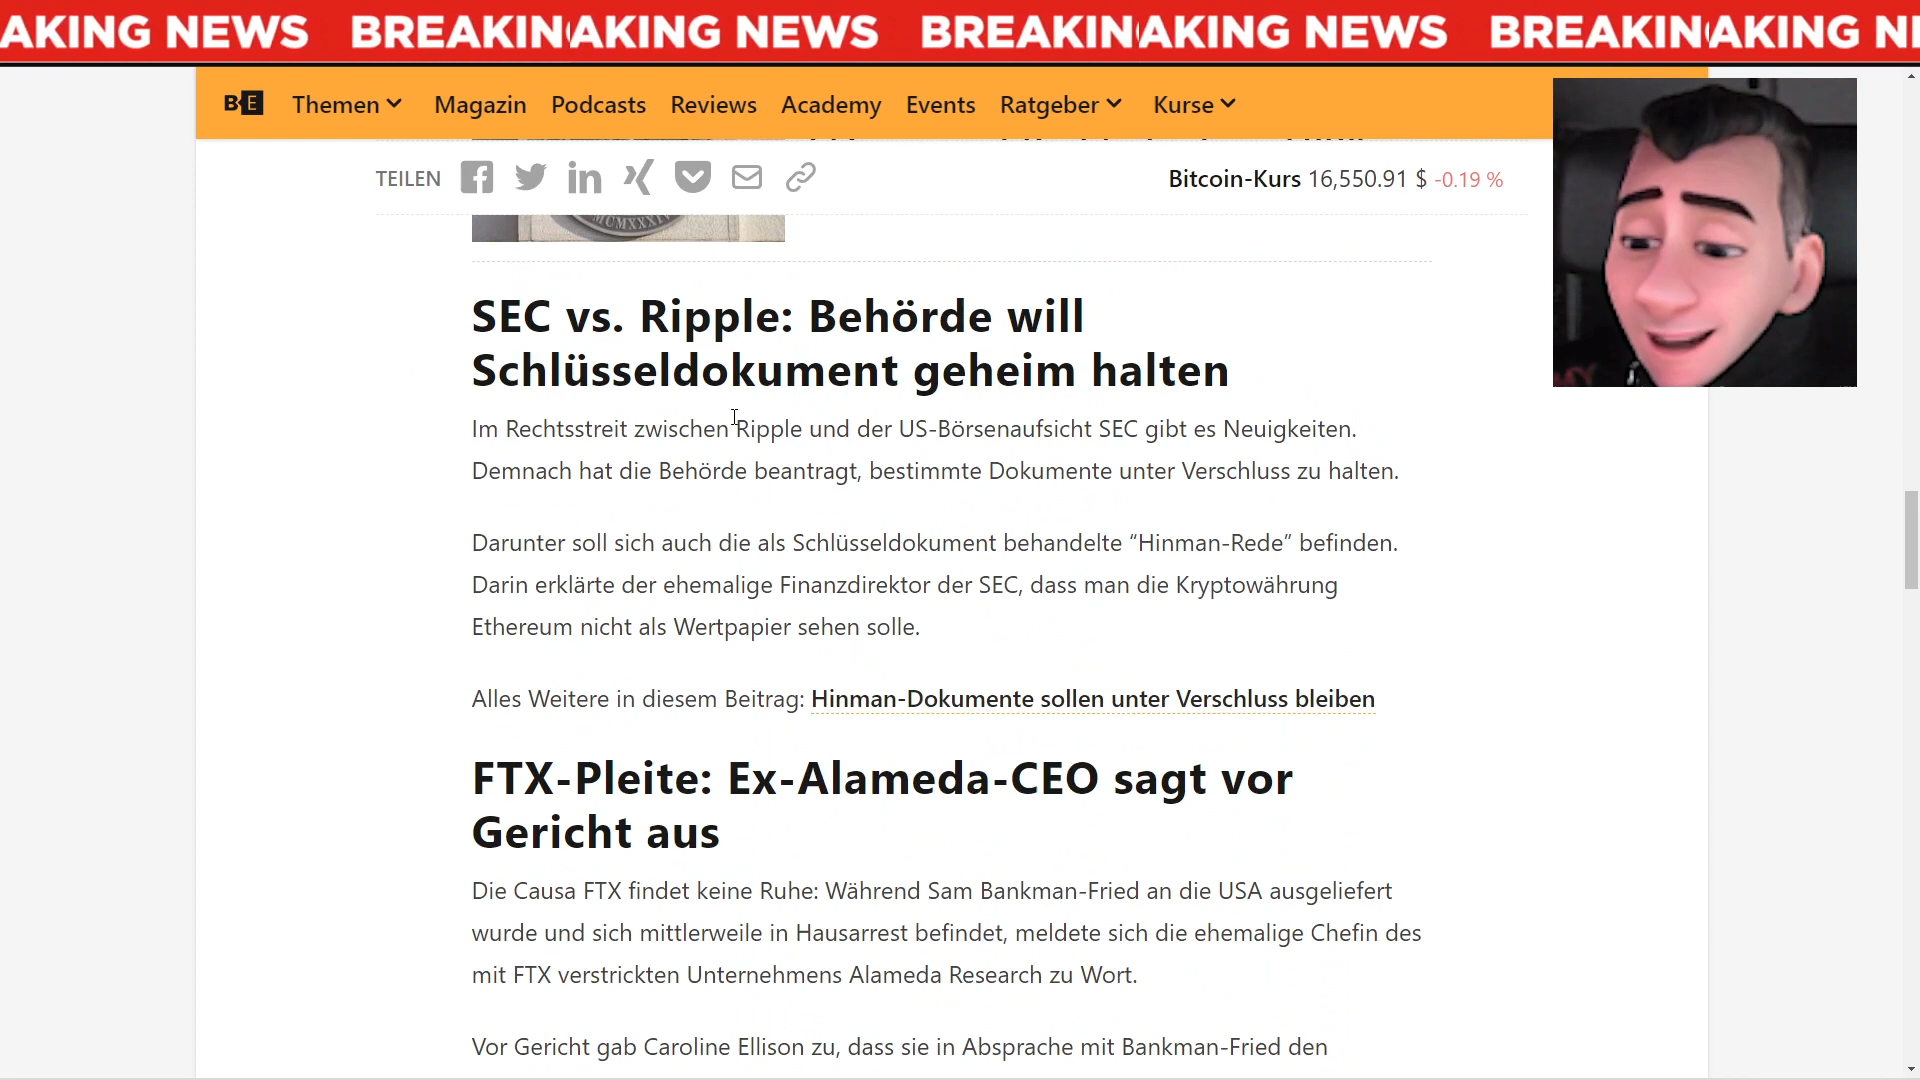 AKING NEWS BREAKIN AKING NEWS BREAKIN AKING NEWS BREAKIN AKING N
B E Themen Magazin Podcasts Reviews Academy Events Ratgeber Kurse
TEILEN
Bitcoin-Kurs 16,550.91 $ -0.19 %
SEC vs. Ripple: Behörde will
Schlüsseldokument geheim halten
Im Rechtsstreit zwischen Ripple und der US-Börsenaufsicht SEC gibt es Neuigkeiten.
Demnach hat die Behörde beantragt, bestimmte Dokumente unter Verschluss zu halten.
Darunter soll sich auch die als Schlüsseldokument behandelte “Hinman-Rede” befinden.
Darin erklärte der ehemalige Finanzdirektor der SEC, dass man die Kryptowährung
Ethereum nicht als Wertpapier sehen solle.
Alles Weitere in diesem Beitrag: Hinman-Dokumente sollen unter Verschluss bleiben
FTX-Pleite: Ex-Alameda-CEO sagt vor
Gericht aus
Die Causa FTX findet keine Ruhe: Während Sam Bankman-Fried an die USA ausgeliefert
wurde und sich mittlerweile in Hausarrest befindet, meldete sich die ehemalige Chefin des
mit FTX verstrickten Unternehmens Alameda Research zu Wort.
Vor Gericht gab Caroline Ellison zu, dass sie in Absprache mit Bankman-Fried den